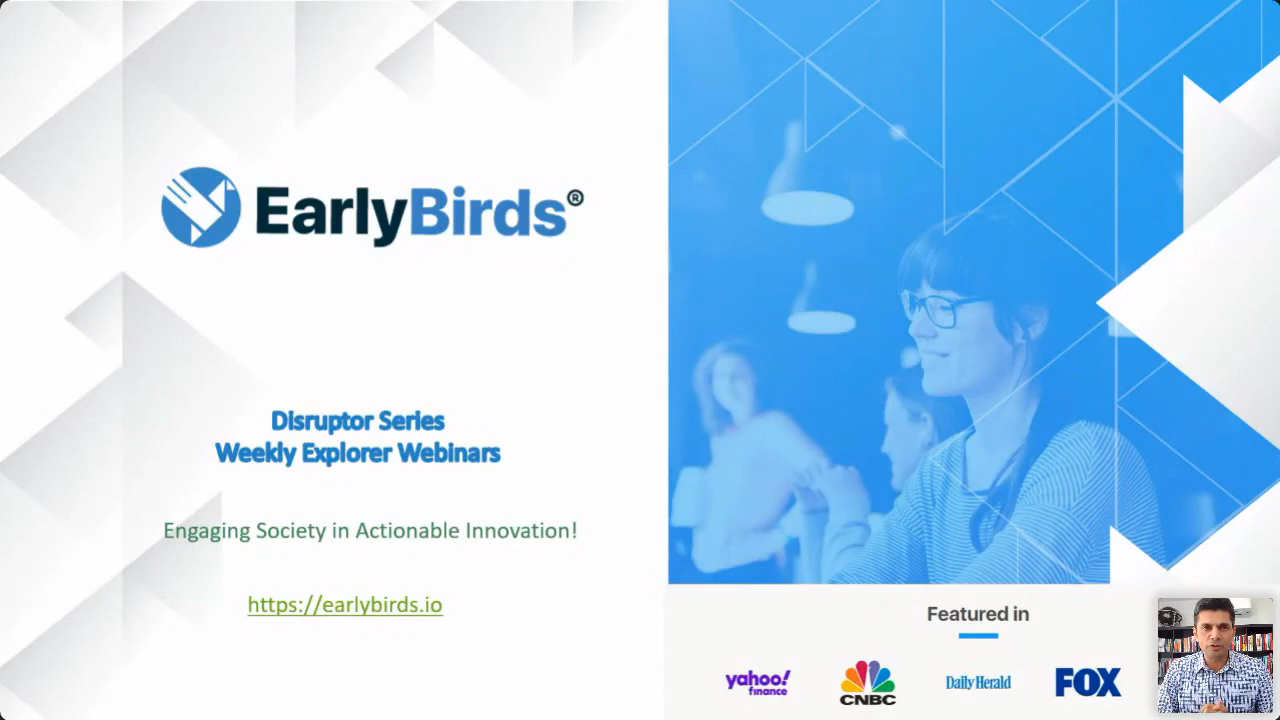 EarlyBirds®
Disruptor Series
Weekly Explorer Webinars
Engaging Society in Actionable Innovation!
https://earlybirds.io
Featured in
yahoo!
finance
CNBC
Daily Herald
FOX